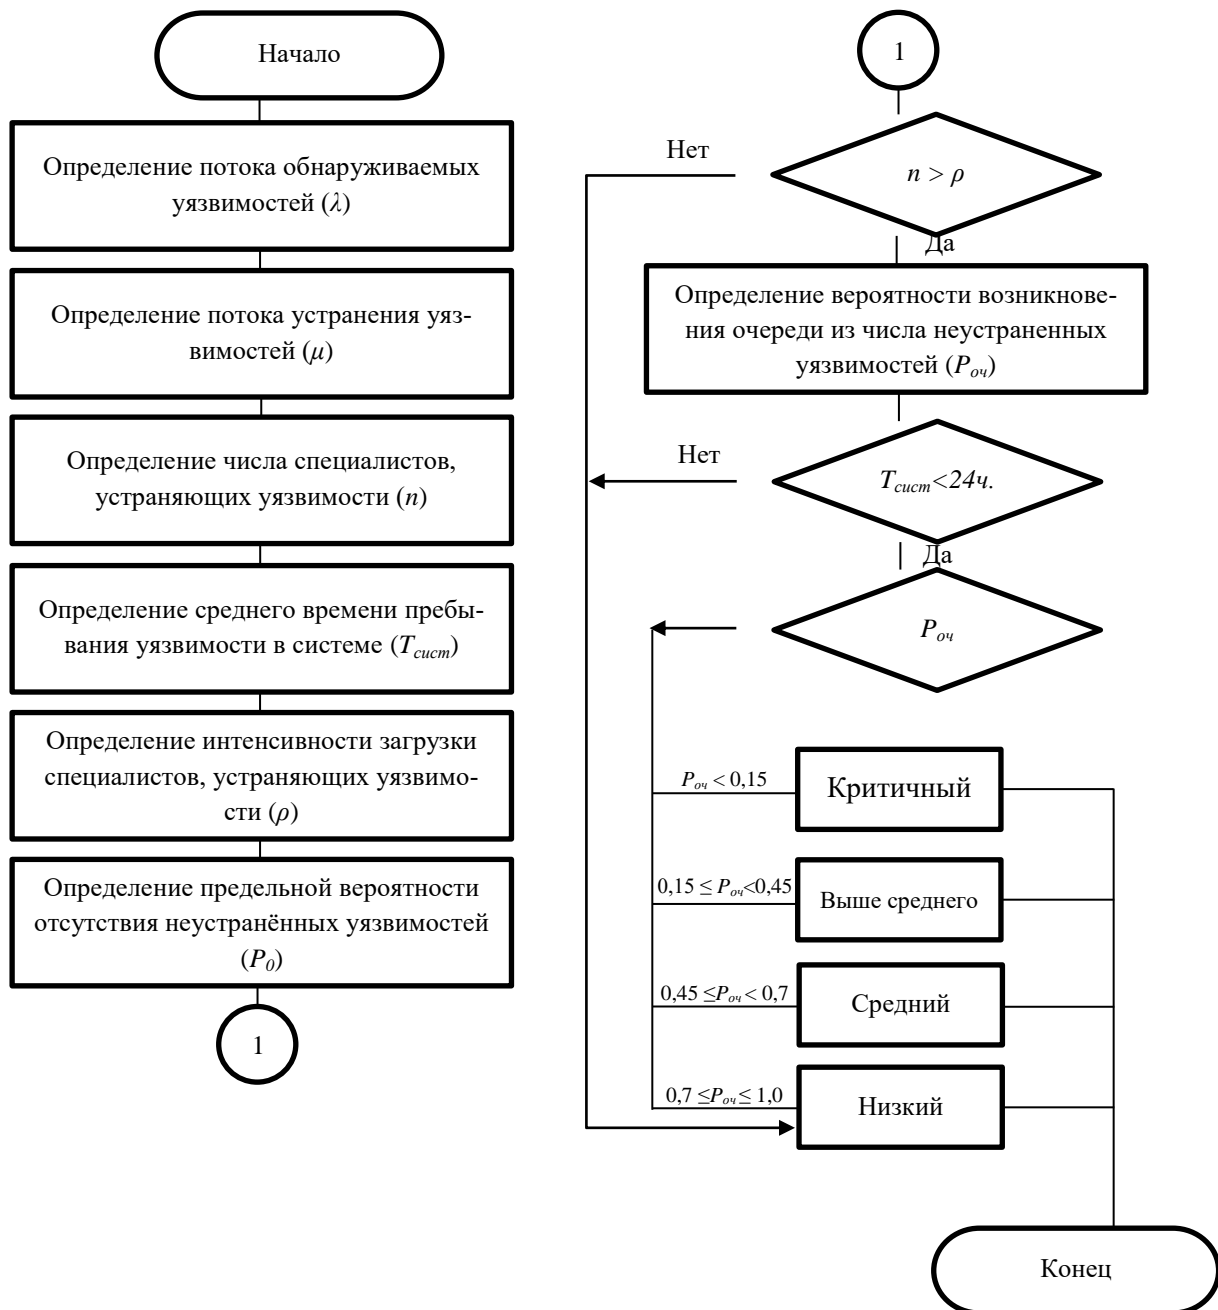 Начало
Определение потока обнаруживаемых
уязвимостей (λ)
Определение потока устранения уяз-
вимостей (μ)
Определение числа специалистов,
устраняющих уязвимости (n)
Определение среднего времени пребы-
вания уязвимости в системе (Tсист)
Определение интенсивности загрузки
специалистов, устраняющих уязвимо-
сти (ρ)
Определение предельной вероятности
отсутствия неустранённых уязвимостей
(P0)
1
1
Нет
n > ρ
Да
Определение вероятности возникнове-
ния очереди из числа неустраненных
уязвимостей (Pоч)
Нет
Tсист<24ч.
Да
Pоч
Pоч < 0,15
Критичный
0,15 ≤ Pоч<0,45
Выше среднего
0,45 ≤Pоч< 0,7
Средний
0,7 ≤Pоч≤ 1,0
Низкий
Конец